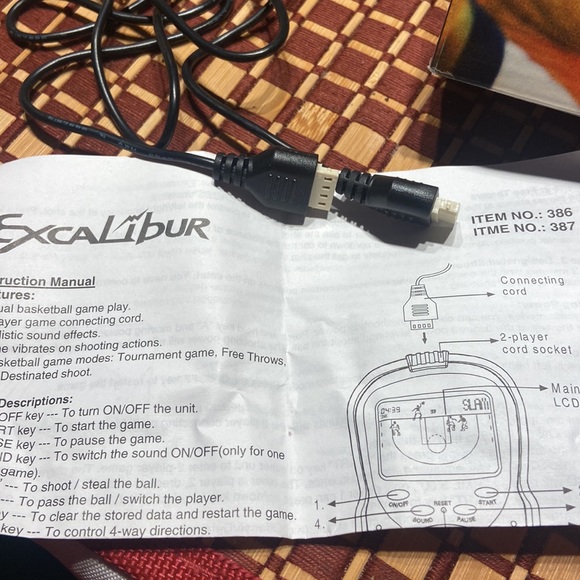 EXCALIBUR
ITEM NO.: 386
ITME NO.: 387
ruction Manual
tures:
ual basketball game play.
ayer game connecting cord.
listic sound effects.
ne vibrates on shooting actions.
asketball game modes: Tournament game, Free Throws,
Destinated shoot.
Descriptions:
OFF key --- To turn ON/OFF the unit.
RT key --- To start the game.
SE key --- To pause the game.
ND key --- To switch the sound ON/OFF(only for one
game).
--- To shoot / steal the ball.
--- To pass the ball / switch the player.
y --- To clear the stored data and restart the game.
key --- To control 4-way directions.
Connecting
cord
2-player
cord socket
Main
LCD
04:39
SLAM
ON/OFF
RESET
START
SOUND
PAUSE
1.
4.